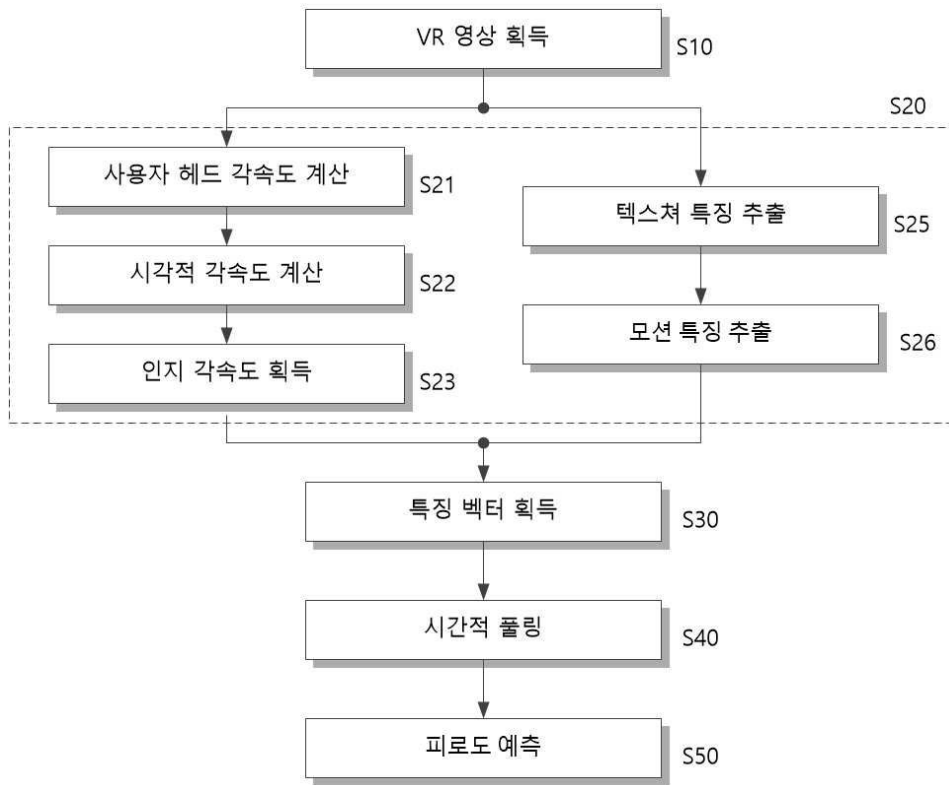 VR 영상 획득
S10
S20
사용자 헤드 각속도 계산
S21
시각적 각속도 계산
S22
인지 각속도 획득
S23
텍스쳐 특징 추출
S25
모션 특징 추출
S26
특징 벡터 획득
S30
시간적 풀링
S40
피로도 예측
S50